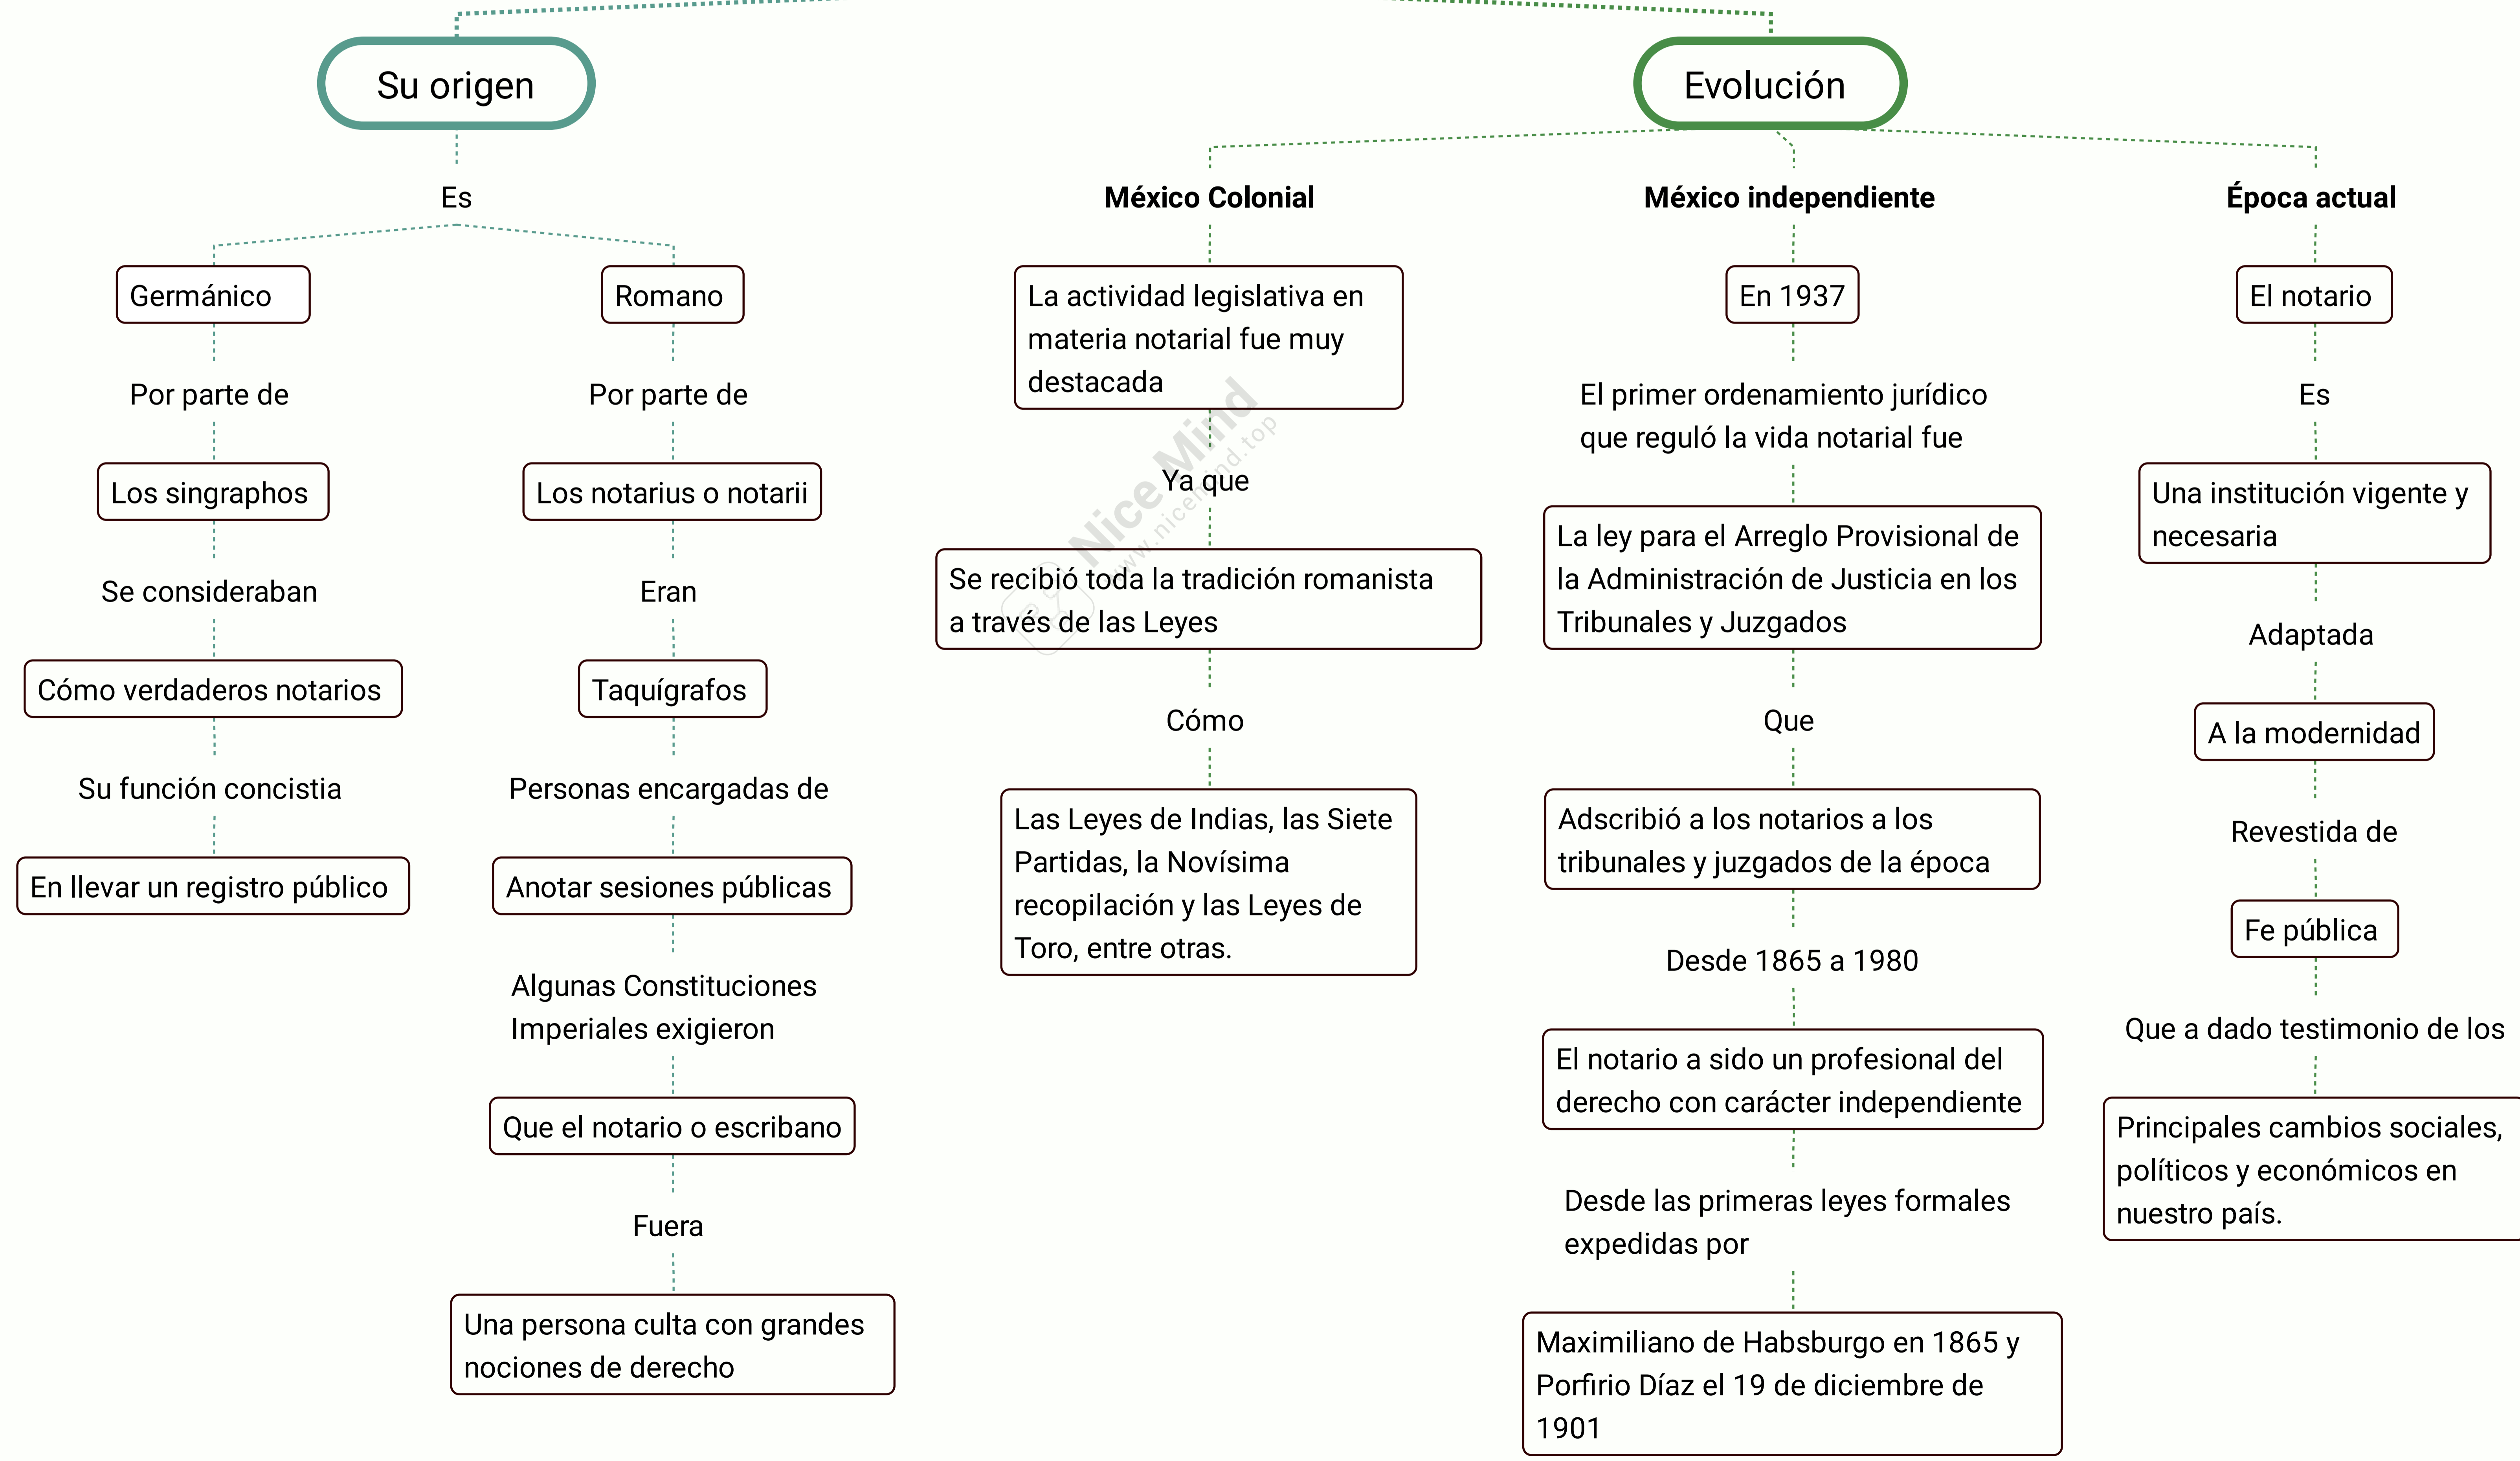 Su origen
Es
Germánico
Por parte de
Los singraphos
Se consideraban
Cómo verdaderos notarios
Su función concistia
En llevar un registro público
Romano
Por parte de
Los notarius o notarii
Eran
Taquígrafos
Personas encargadas de
Anotar sesiones públicas
Algunas Constituciones
Imperiales exigieron
Que el notario o escribano
Fuera
Una persona culta con grandes
nociones de derecho
Evolución
México Colonial
La actividad legislativa en
materia notarial fue muy
destacada
Ya que
Se recibió toda la tradición romanista
a través de las Leyes
Cómo
Las Leyes de Indias, las Siete
Partidas, la Novísima
recopilación y las Leyes de
Toro, entre otras.
México independiente
En 1937
El primer ordenamiento jurídico
que reguló la vida notarial fue
La ley para el Arreglo Provisional de
la Administración de Justicia en los
Tribunales y Juzgados
Que
Adscribió a los notarios a los
tribunales y juzgados de la época
Desde 1865 a 1980
El notario a sido un profesional del
derecho con carácter independiente
Desde las primeras leyes formales
expedidas por
Maximiliano de Habsburgo en 1865 y
Porfirio Díaz el 19 de diciembre de
1901
Época actual
El notario
Es
Una institución vigente y
necesaria
Adaptada
A la modernidad
Revestida de
Fe pública
Que a dado testimonio de los
Principales cambios sociales,
políticos y económicos en
nuestro país.
NiceMind
www.nicemind.top